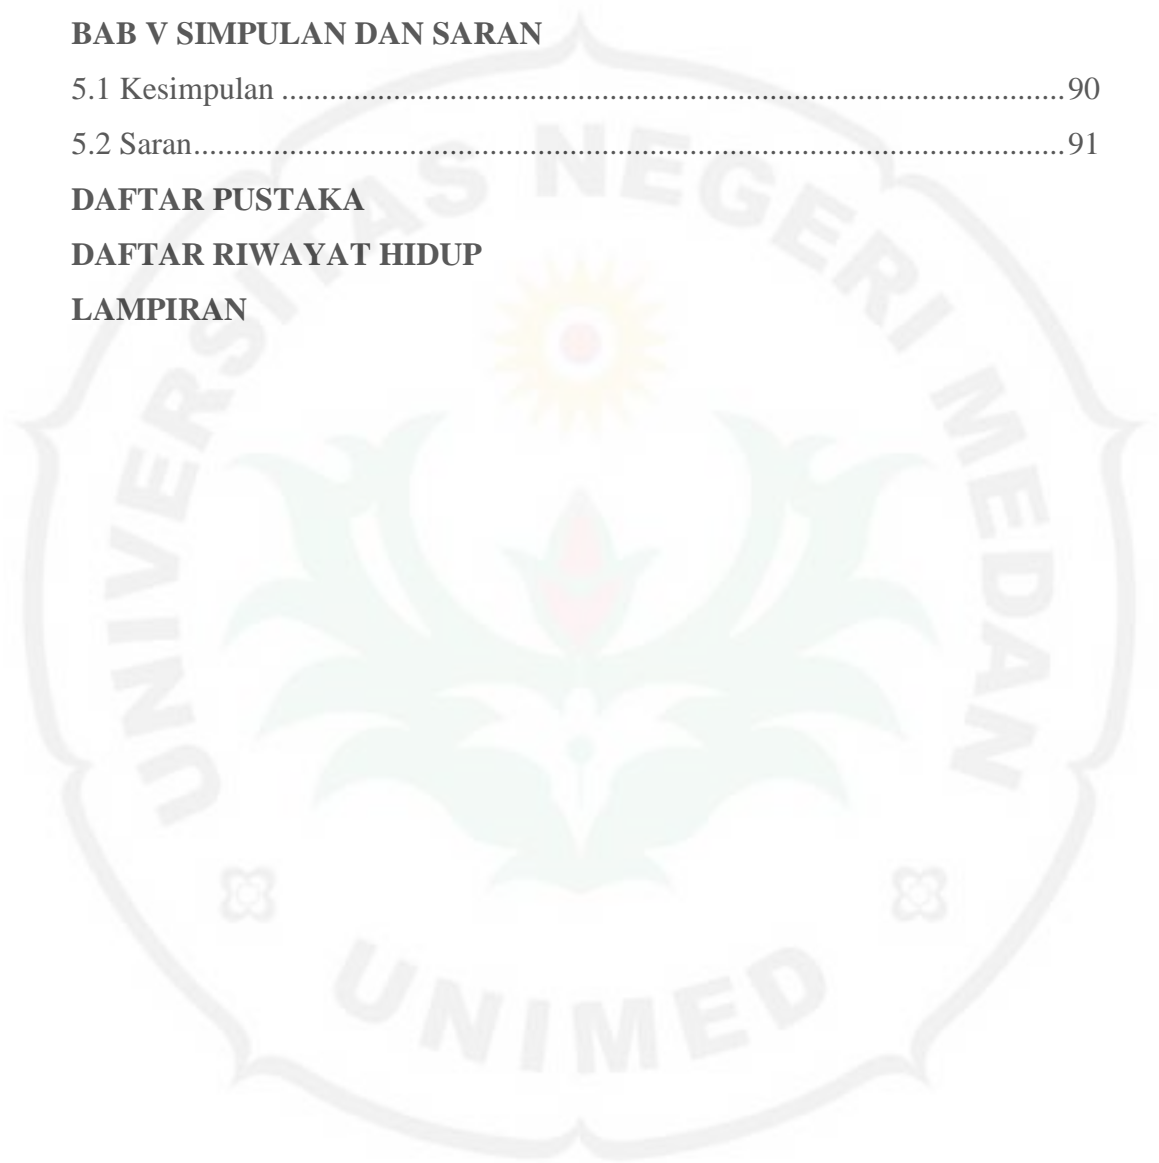 BAB V SIMPULAN DAN SARAN
5.1 Kesimpulan ................................................................................................... 90
5.2 Saran.............................................................................................................. 91
DAFTAR PUSTAKA
DAFTAR RIWAYAT HIDUP
LAMPIRAN
UNIVERSITAS NEGERI MEDAN
UNIMED